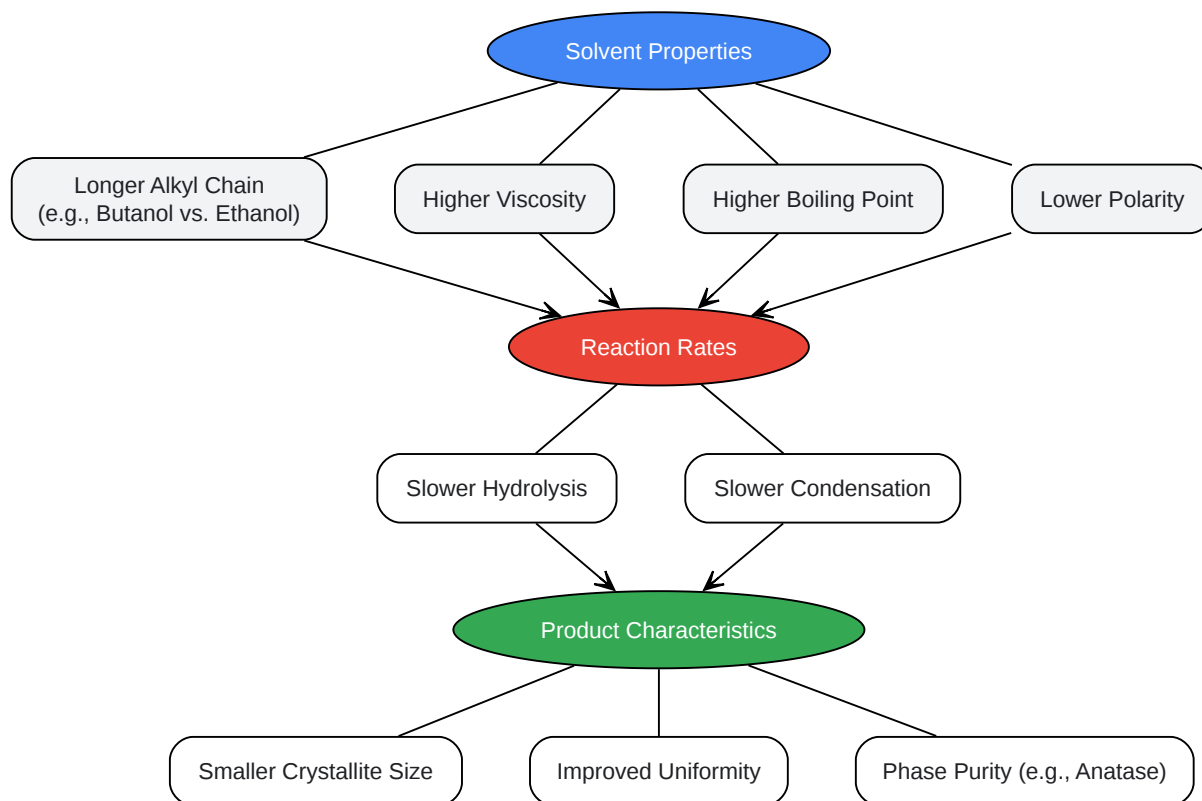 Solvent Properties
Longer Alkyl Chain
(e.g., Butanol vs. Ethanol)
Higher Viscosity
Higher Boiling Point
Lower Polarity
Reaction Rates
Slower Hydrolysis
Slower Condensation
Product Characteristics
Smaller Crystallite Size
Improved Uniformity
Phase Purity (e.g., Anatase)